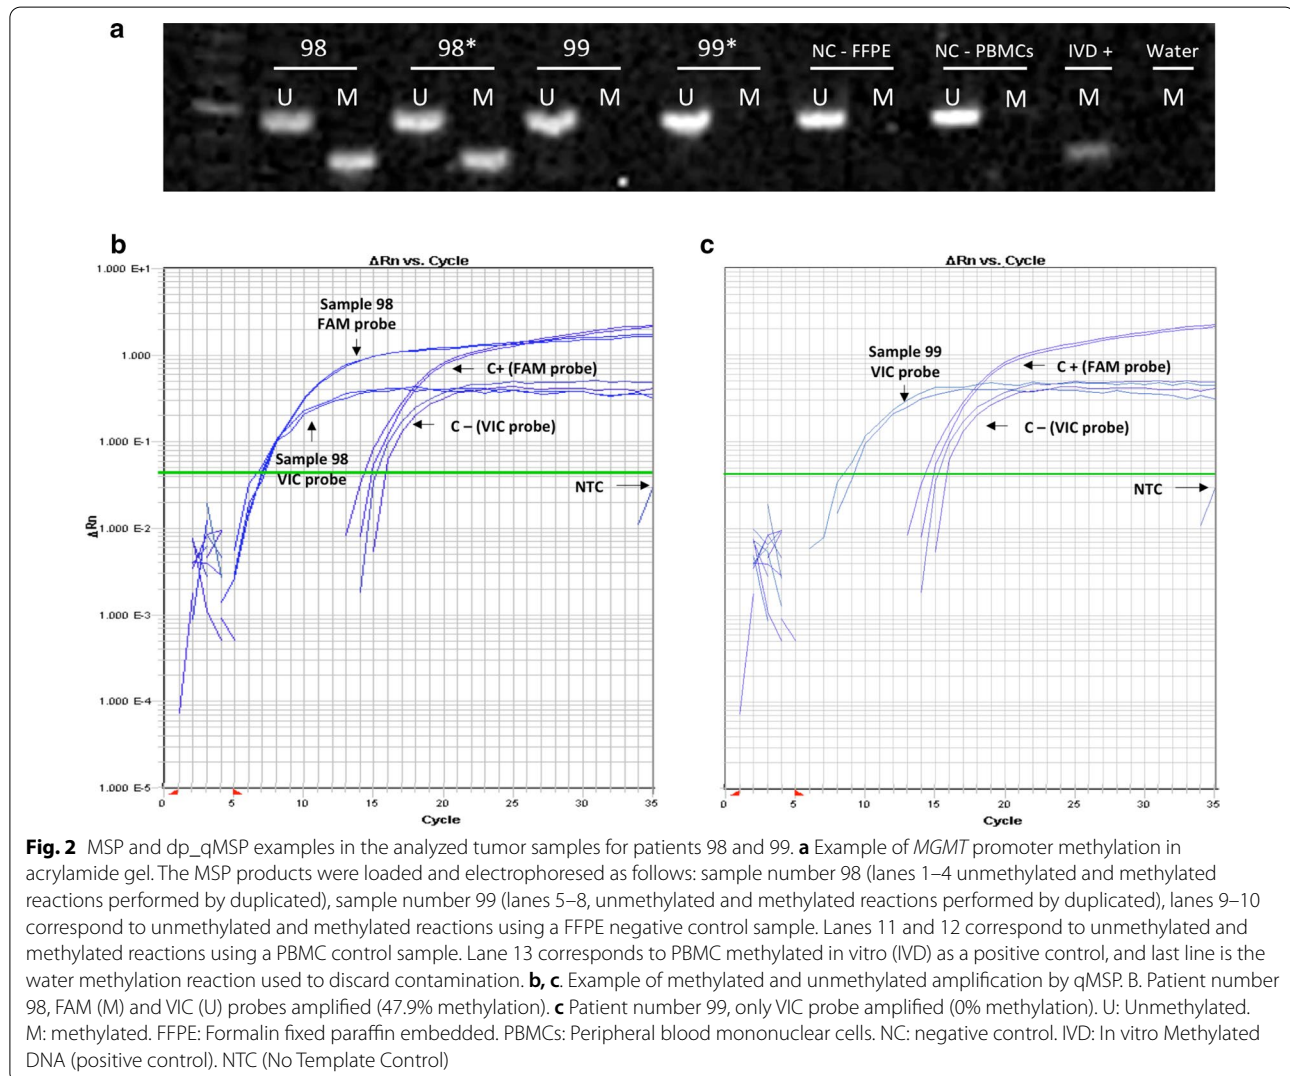 a
98 98* 99 99* NC - FFPE NC - PBMCs IVD + Water
U M U M U M U M U M U M M M
b
ΔRn vs. Cycle
1.000 E+1
1.000
1.000 E-1
1.000 E-2
1.000 E-3
1.000 E-4
1.000 E-5
ΔRn
Sample 98
FAM probe
C+ (FAM probe)
C – (VIC probe)
Sample 98
VIC probe
NTC
0 5 10 15 20 25 30 35
Cycle
c
ΔRn vs. Cycle
Sample 99
VIC probe
C + (FAM probe)
C – (VIC probe)
NTC
0 5 10 15 20 25 30 35
Cycle
Fig. 2 MSP and dp_qMSP examples in the analyzed tumor samples for patients 98 and 99. a Example of MGMT promoter methylation in
acrylamide gel. The MSP products were loaded and electrophoresed as follows: sample number 98 (lanes 1–4 unmethylated and methylated
reactions performed by duplicated), sample number 99 (lanes 5–8, unmethylated and methylated reactions performed by duplicated), lanes 9–10
correspond to unmethylated and methylated reactions using a FFPE negative control sample. Lanes 11 and 12 correspond to unmethylated and
methylated reactions using a PBMC control sample. Lane 13 corresponds to PBMC methylated in vitro (IVD) as a positive control, and last line is the
water methylation reaction used to discard contamination. b, c. Example of methylated and unmethylated amplification by qMSP. B. Patient number
98, FAM (M) and VIC (U) probes amplified (47.9% methylation). c Patient number 99, only VIC probe amplified (0% methylation). U: Unmethylated.
M: methylated. FFPE: Formalin fixed paraffin embedded. PBMCs: Peripheral blood mononuclear cells. NC: negative control. IVD: In vitro Methylated
DNA (positive control). NTC (No Template Control)